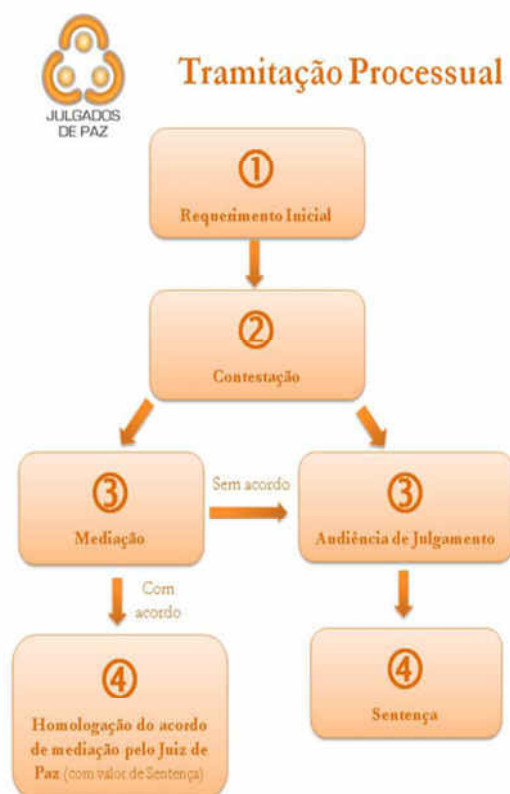 JULGADOS
DE PAZ
Tramitação Processual
①
Requerimento Inicial
②
Contestação
③
Mediação
Sem acordo
③
Audiência de Julgamento
Com
acordo
④
Homologação do acordo
de mediação pelo Juiz de
Paz (com valor de Sentença)
④
Sentença